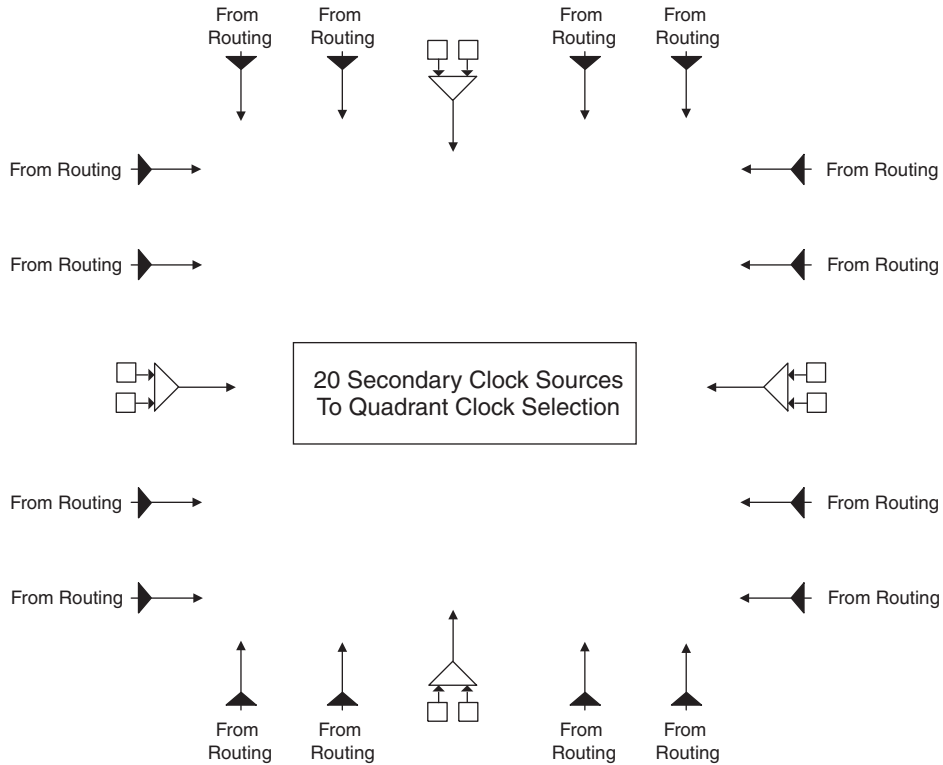 From
Routing
From
Routing
From
Routing
From
Routing
From Routing
From Routing
From Routing
From Routing
20 Secondary Clock Sources
To Quadrant Clock Selection
From Routing
From Routing
From Routing
From Routing
From
Routing
From
Routing
From
Routing
From
Routing